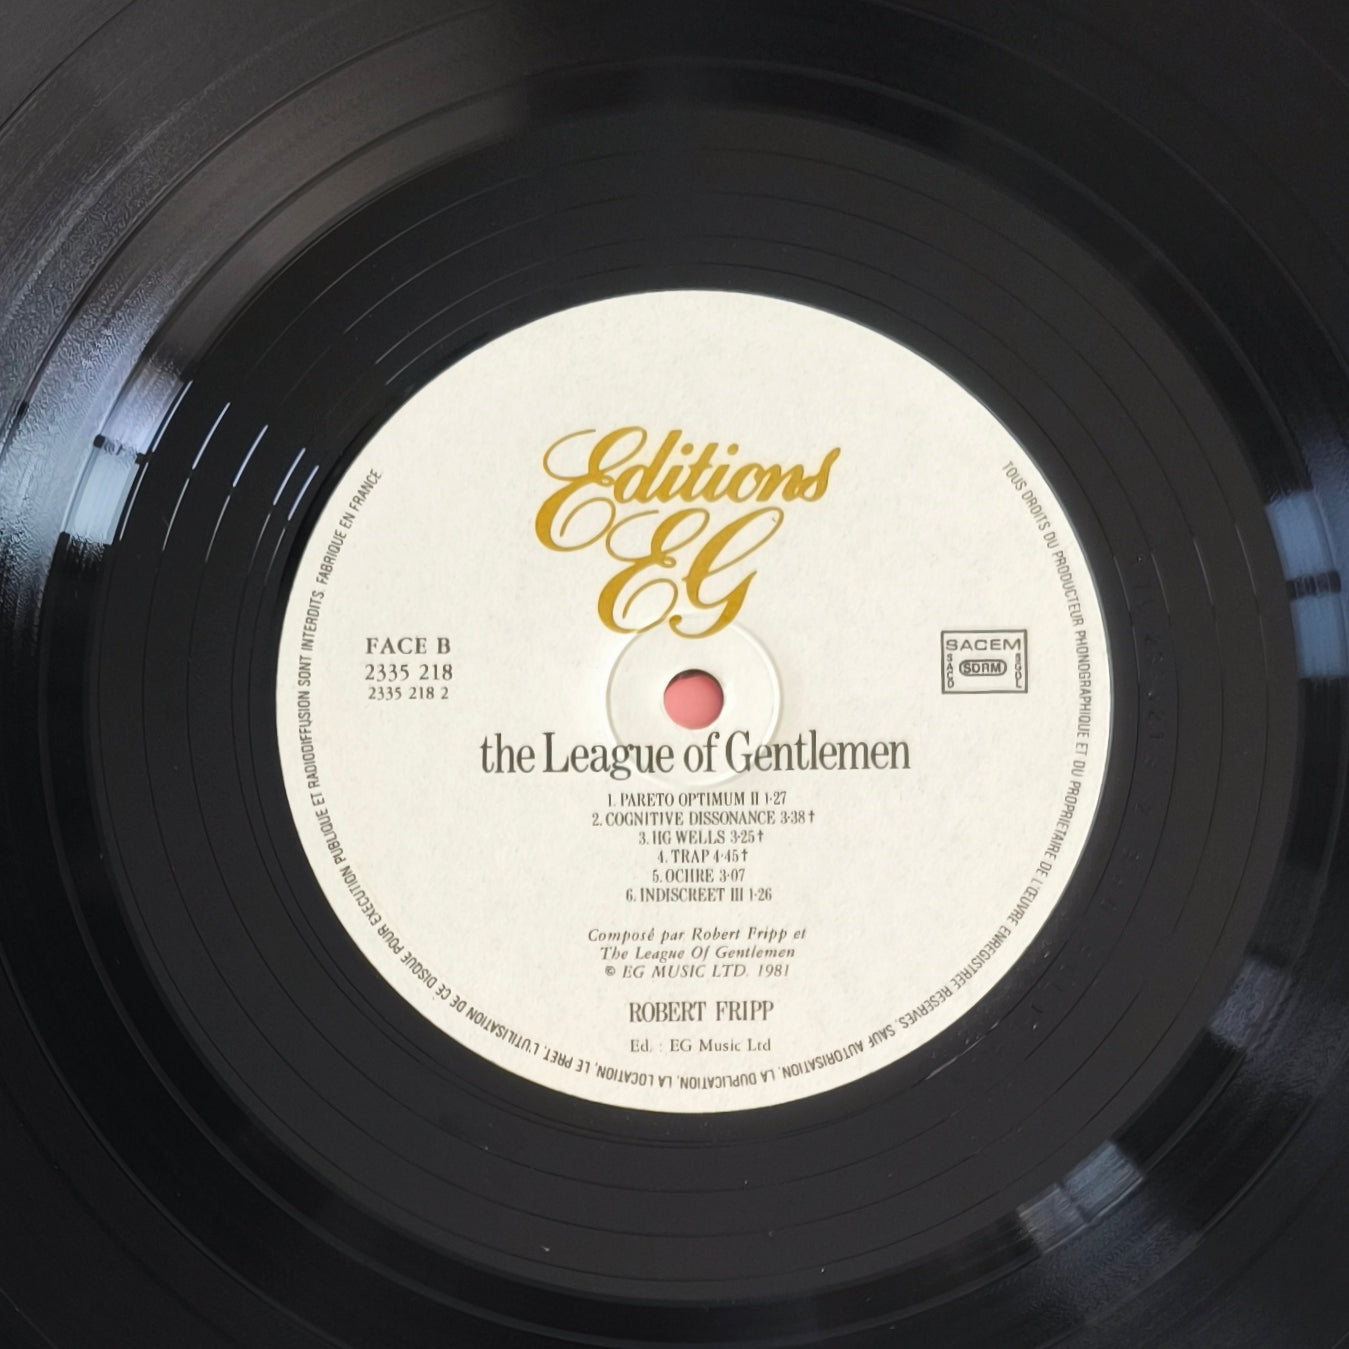 Editions
EG
FACE B
2335 218
2335 218 2
SACEM
SACD
SDRM
SGDL
the League of Gentlemen
1. PARETO OPTIMUM II 1·27
2. COGNITIVE DISSONANCE 3·38†
3. HG WELLS 3·25†
4. TRAP 4·45†
5. OCHRE 3·07
6. INDISCREET III 1·26
Composé par Robert Fripp et
The League Of Gentlemen
© EG MUSIC LTD. 1981
ROBERT FRIPP
Ed. : EG Music Ltd
TOUS DROITS DU PRODUCTEUR PHONOGRAPHIQUE ET DU PROPRIETAIRE DE L'ŒUVRE ENREGISTREE RESERVES. SAUF AUTORISATION, LA DUPLICATION, LA LOCATION, LE PRET, L'UTILISATION DE CE DISQUE POUR EXECUTION PUBLIQUE ET RADIODIFFUSION SONT INTERDITS. FABRIQUE EN FRANCE